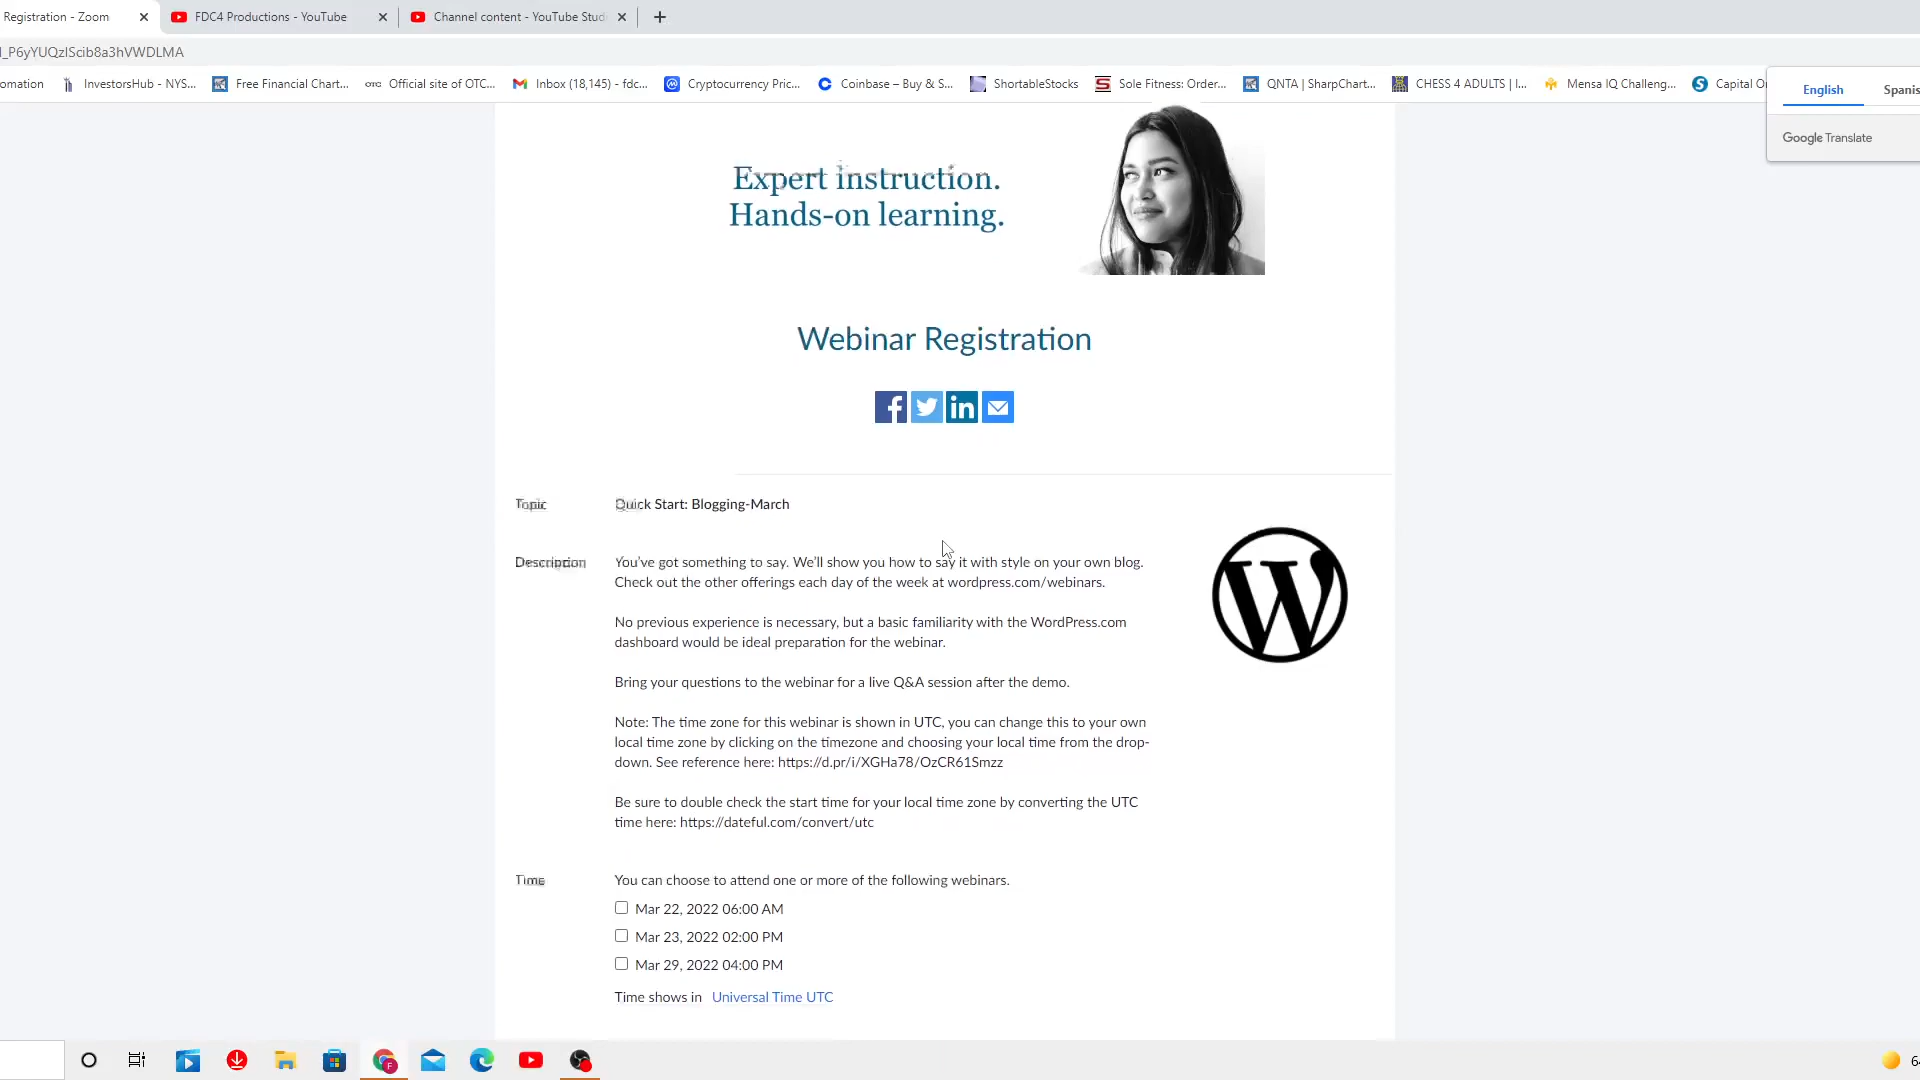 Registration - Zoom
FDC4 Productions - YouTube
Channel content - YouTube Stud
I_P6yYUQzlScib8a3hVWDLMA
omation
InvestorsHub - NYS...
Free Financial Chart...
OTC
Official site of OTC...
Inbox (18,145) - fdc...
Cryptocurrency Pric...
Coinbase – Buy & S...
ShortableStocks
Sole Fitness: Order...
QNTA | SharpChart...
CHESS 4 ADULTS | I...
Mensa IQ Challeng...
Capital O
English
Spanis
Google Translate
Expert instruction.
Hands-on learning.
Webinar Registration
Topic
Quick Start: Blogging-March
Description
You've got something to say. We'll show you how to say it with style on your own blog.
Check out the other offerings each day of the week at wordpress.com/webinars.
No previous experience is necessary, but a basic familiarity with the WordPress.com
dashboard would be ideal preparation for the webinar.
Bring your questions to the webinar for a live Q&A session after the demo.
Note: The time zone for this webinar is shown in UTC, you can change this to your own
local time zone by clicking on the timezone and choosing your local time from the drop-
down. See reference here: https://d.pr/i/XGHa78/OzCR61Smzz
Be sure to double check the start time for your local time zone by converting the UTC
time here: https://dateful.com/convert/utc
Time
You can choose to attend one or more of the following webinars.
Mar 22, 2022 06:00 AM
Mar 23, 2022 02:00 PM
Mar 29, 2022 04:00 PM
Time shows in Universal Time UTC